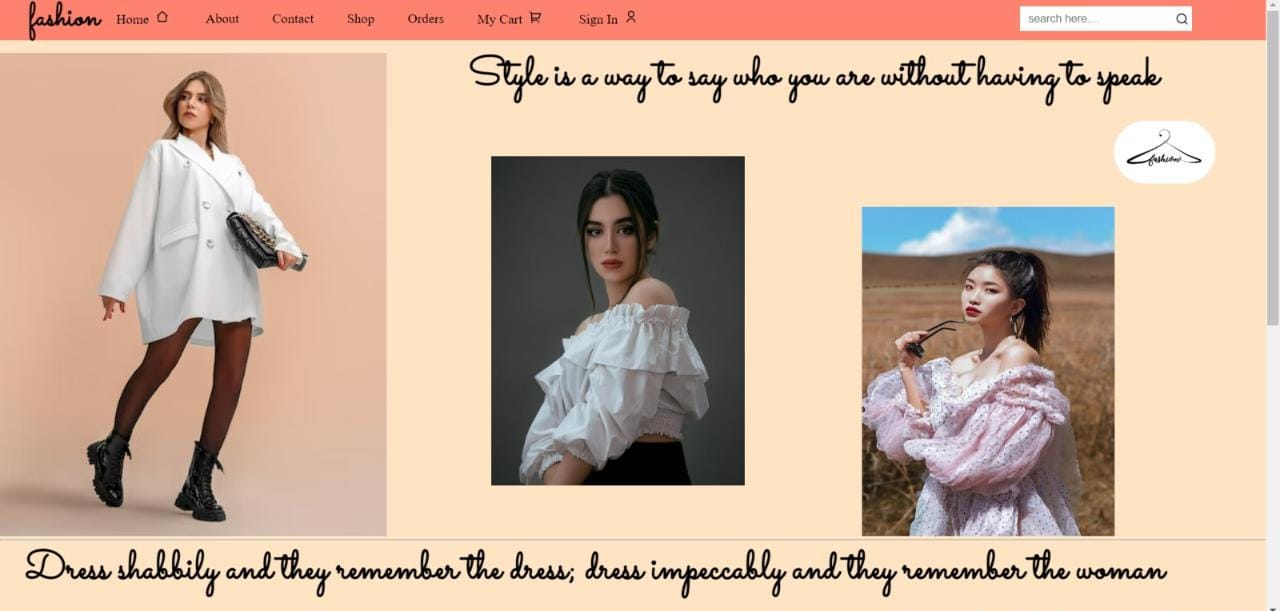 fashion Home About Contact Shop Orders My Cart Sign In search here....
Style is a way to say who you are without having to speak
fashion
Dress shabbily and they remember the dress; dress impeccably and they remember the woman